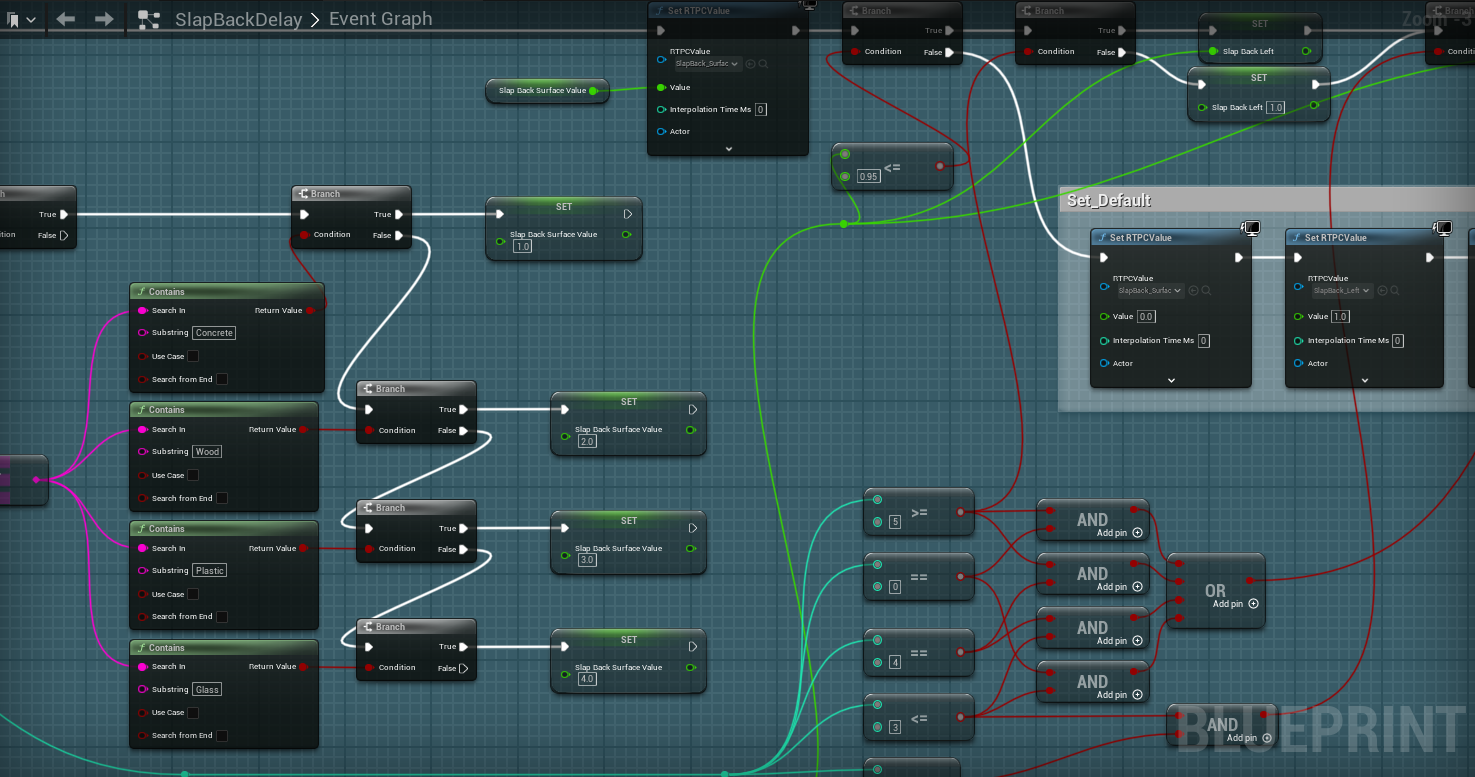 SlapBackDelay > Event Graph
Zoom -3
Set RTPCValue
RTPCValue
SlapBack_Surfac
Value
Interpolation Time Ms 0
Actor
Slap Back Surface Value
Branch
True
Condition
False
Branch
True
Condition
False
SET
Slap Back Left
SET
Slap Back Left 1.0
Branch
<=
0.95
Set_Default
Set RTPCValue
RTPCValue
SlapBack_Surfac
Value 0.0
Interpolation Time Ms 0
Actor
Set RTPCValue
RTPCValue
SlapBack_Left
Value 1.0
Interpolation Time Ms 0
Actor
True
False
Branch
True
Condition
False
SET
Slap Back Surface Value
1.0
Contains
Search In
Return Value
Substring Concrete
Use Case
Search from End
Contains
Search In
Return Value
Substring Wood
Use Case
Search from End
Contains
Search In
Return Value
Substring Plastic
Use Case
Search from End
Contains
Search In
Return Value
Substring Glass
Use Case
Search from End
Branch
True
Condition
False
SET
Slap Back Surface Value
2.0
Branch
True
Condition
False
SET
Slap Back Surface Value
3.0
Branch
True
Condition
False
SET
Slap Back Surface Value
4.0
>=
5
==
0
==
4
<=
3
AND
Add pin
AND
Add pin
AND
Add pin
AND
Add pin
OR
Add pin
AND
Add pin
BLUEPRINT